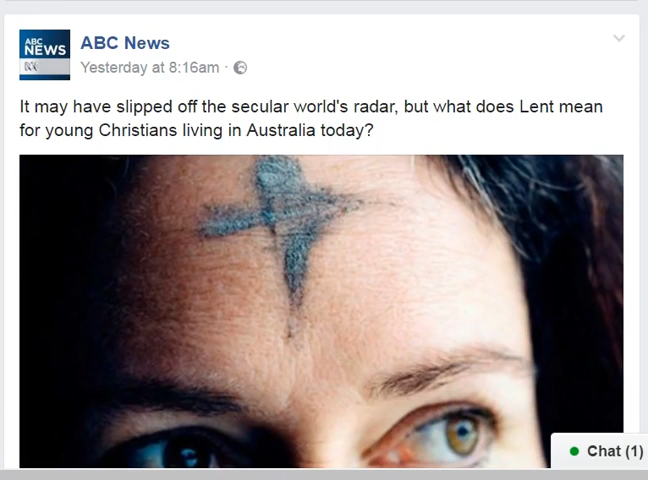 ABC
NEWS
ABC News
Yesterday at 8:16am ·
It may have slipped off the secular world's radar, but what does Lent mean
for young Christians living in Australia today?
Chat (1)